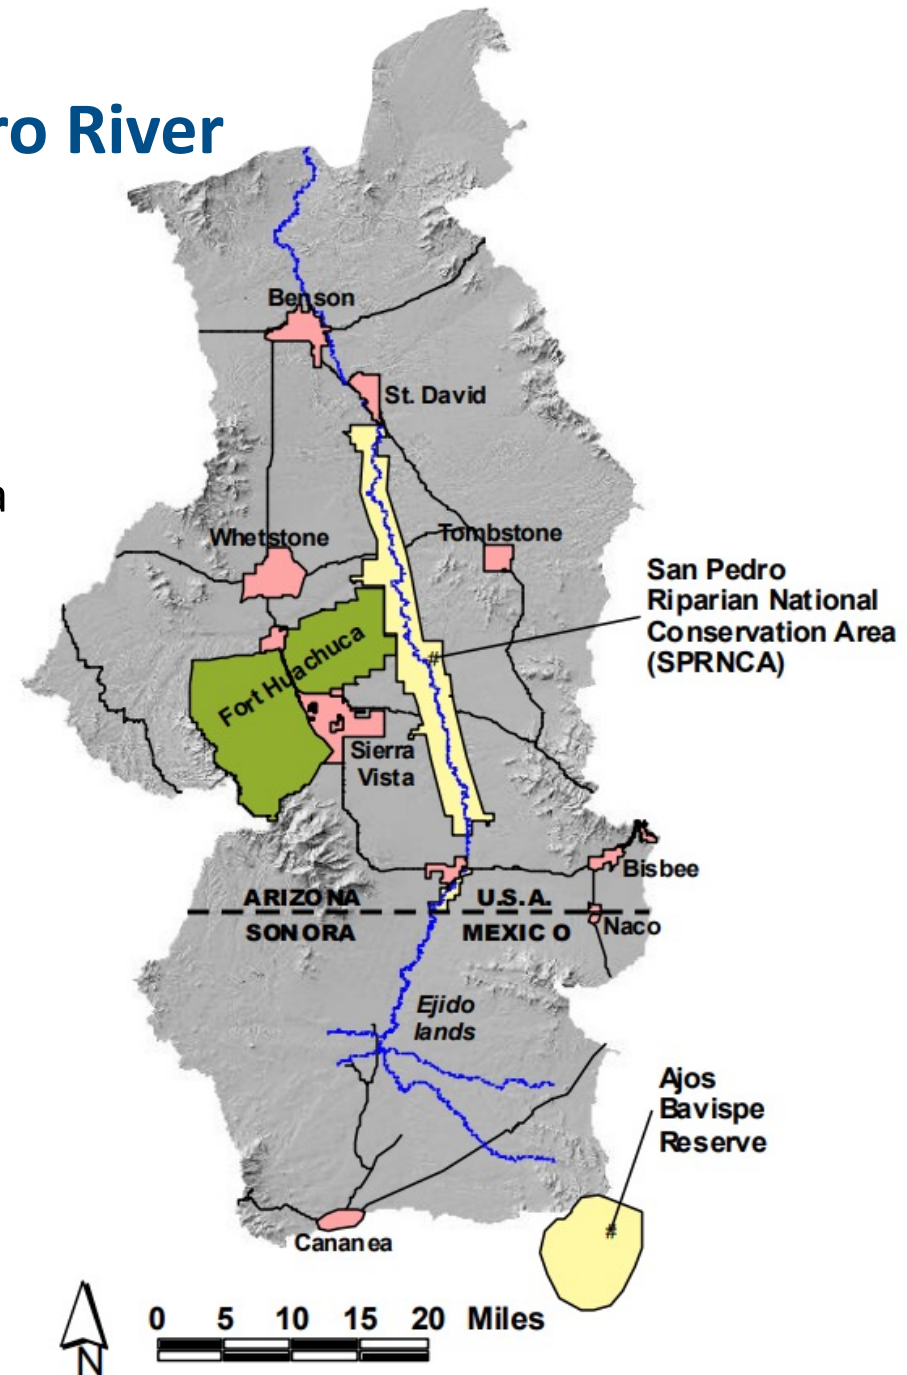 ro River
Benson
St. David
a
Whetstone
Tombstone
San Pedro
Riparian National
Conservation Area
(SPRNCA)
#
Fort Huachuca
Sierra
Vista
Bisbee
ARIZONA U.S.A.
SONORA MEXICO
Naco
Ejido
lands
Ajos
Bavispe
Reserve
#
Cananea
0 5 10 15 20 Miles
N